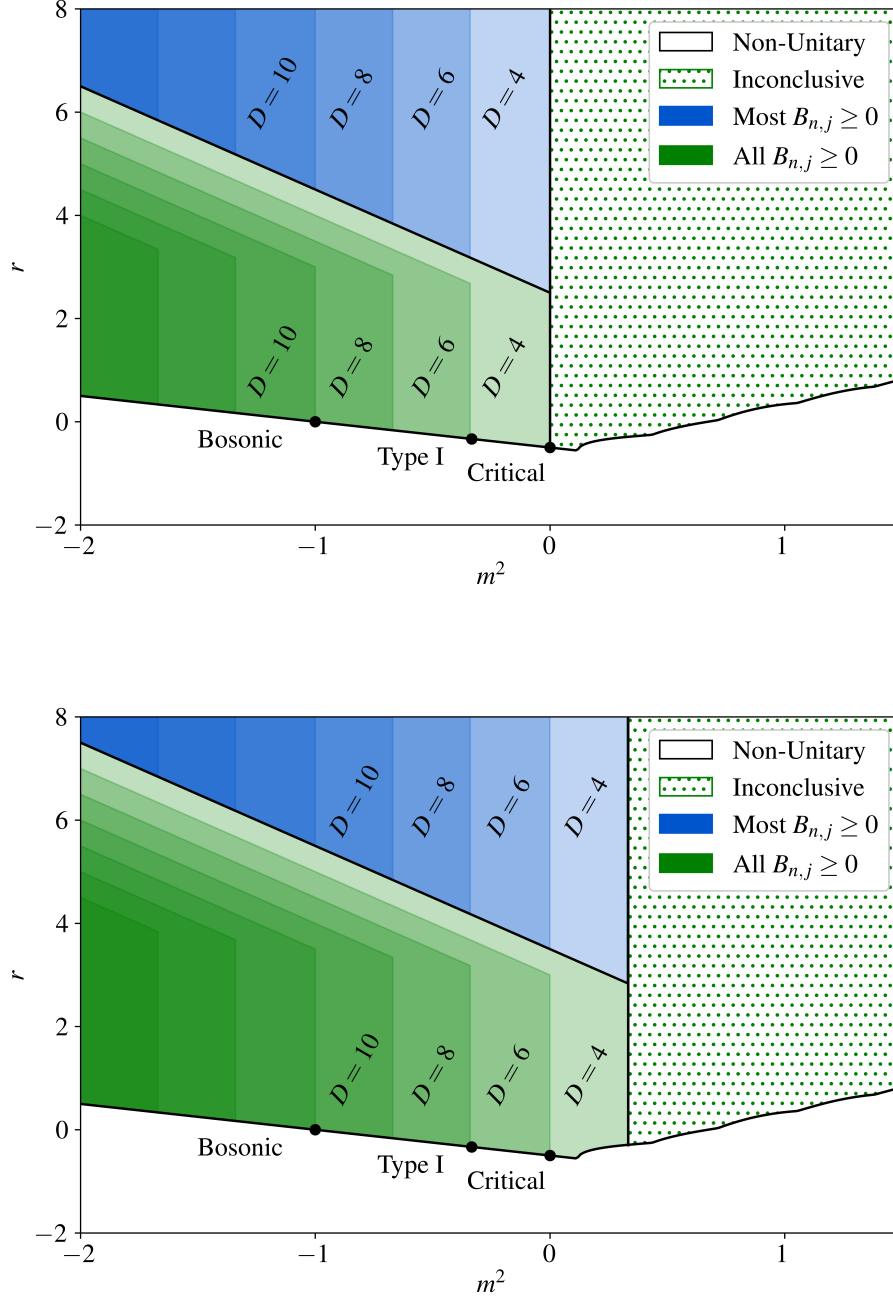 8
6
4
2
0
−2
r
D = 10
D = 8
D = 6
D = 4
Non-Unitary
Inconclusive
Most B_{n,j} ≥ 0
All B_{n,j} ≥ 0
D = 10
D = 8
D = 6
D = 4
Bosonic
Type I
Critical
−2
−1
0
1
m²
8
6
4
2
0
−2
r
D = 10
D = 8
D = 6
D = 4
Non-Unitary
Inconclusive
Most B_{n,j} ≥ 0
All B_{n,j} ≥ 0
D = 10
D = 8
D = 6
D = 4
Bosonic
Type I
Critical
−2
−1
0
1
m²